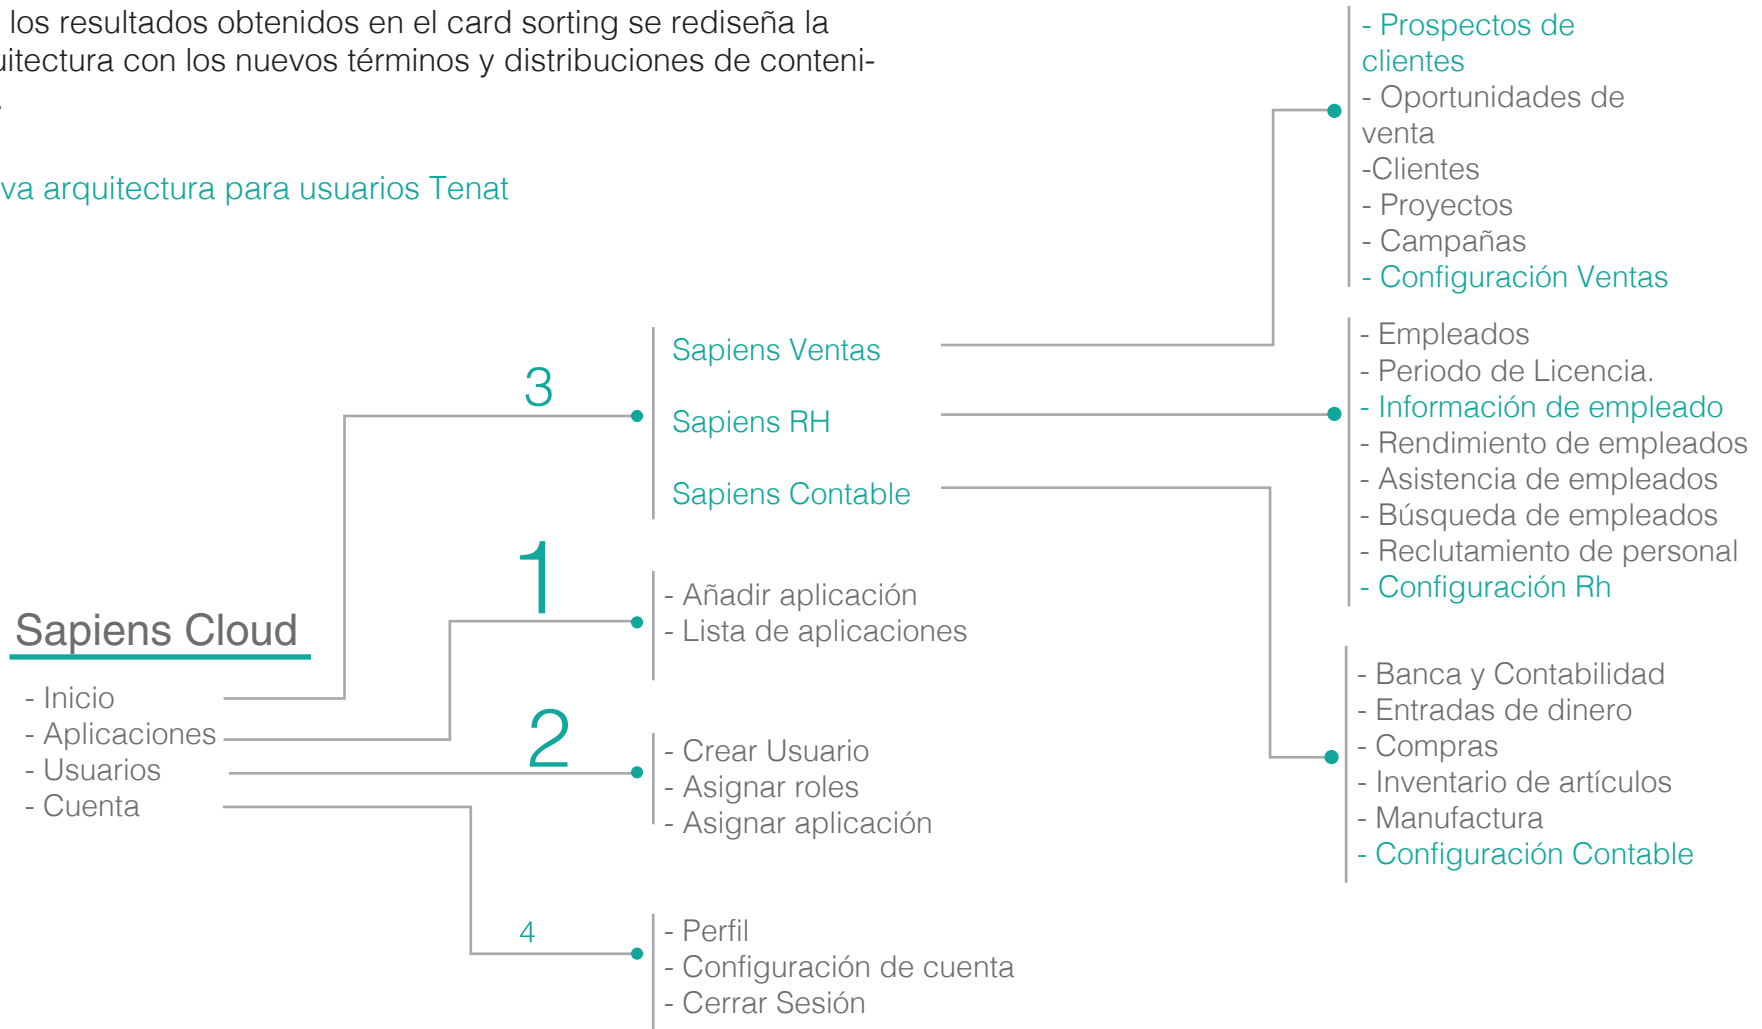 los resultados obtenidos en el card sorting se rediseña la
uitectura con los nuevos términos y distribuciones de conteni-
.
va arquitectura para usuarios Tenat
Sapiens Cloud
- Inicio
- Aplicaciones
- Usuarios
- Cuenta
3
Sapiens Ventas
Sapiens RH
Sapiens Contable
1
- Añadir aplicación
- Lista de aplicaciones
2
- Crear Usuario
- Asignar roles
- Asignar aplicación
4
- Perfil
- Configuración de cuenta
- Cerrar Sesión
- Prospectos de
clientes
- Oportunidades de
venta
-Clientes
- Proyectos
- Campañas
- Configuración Ventas
- Empleados
- Periodo de Licencia.
- Información de empleado
- Rendimiento de empleados
- Asistencia de empleados
- Búsqueda de empleados
- Reclutamiento de personal
- Configuración Rh
- Banca y Contabilidad
- Entradas de dinero
- Compras
- Inventario de artículos
- Manufactura
- Configuración Contable